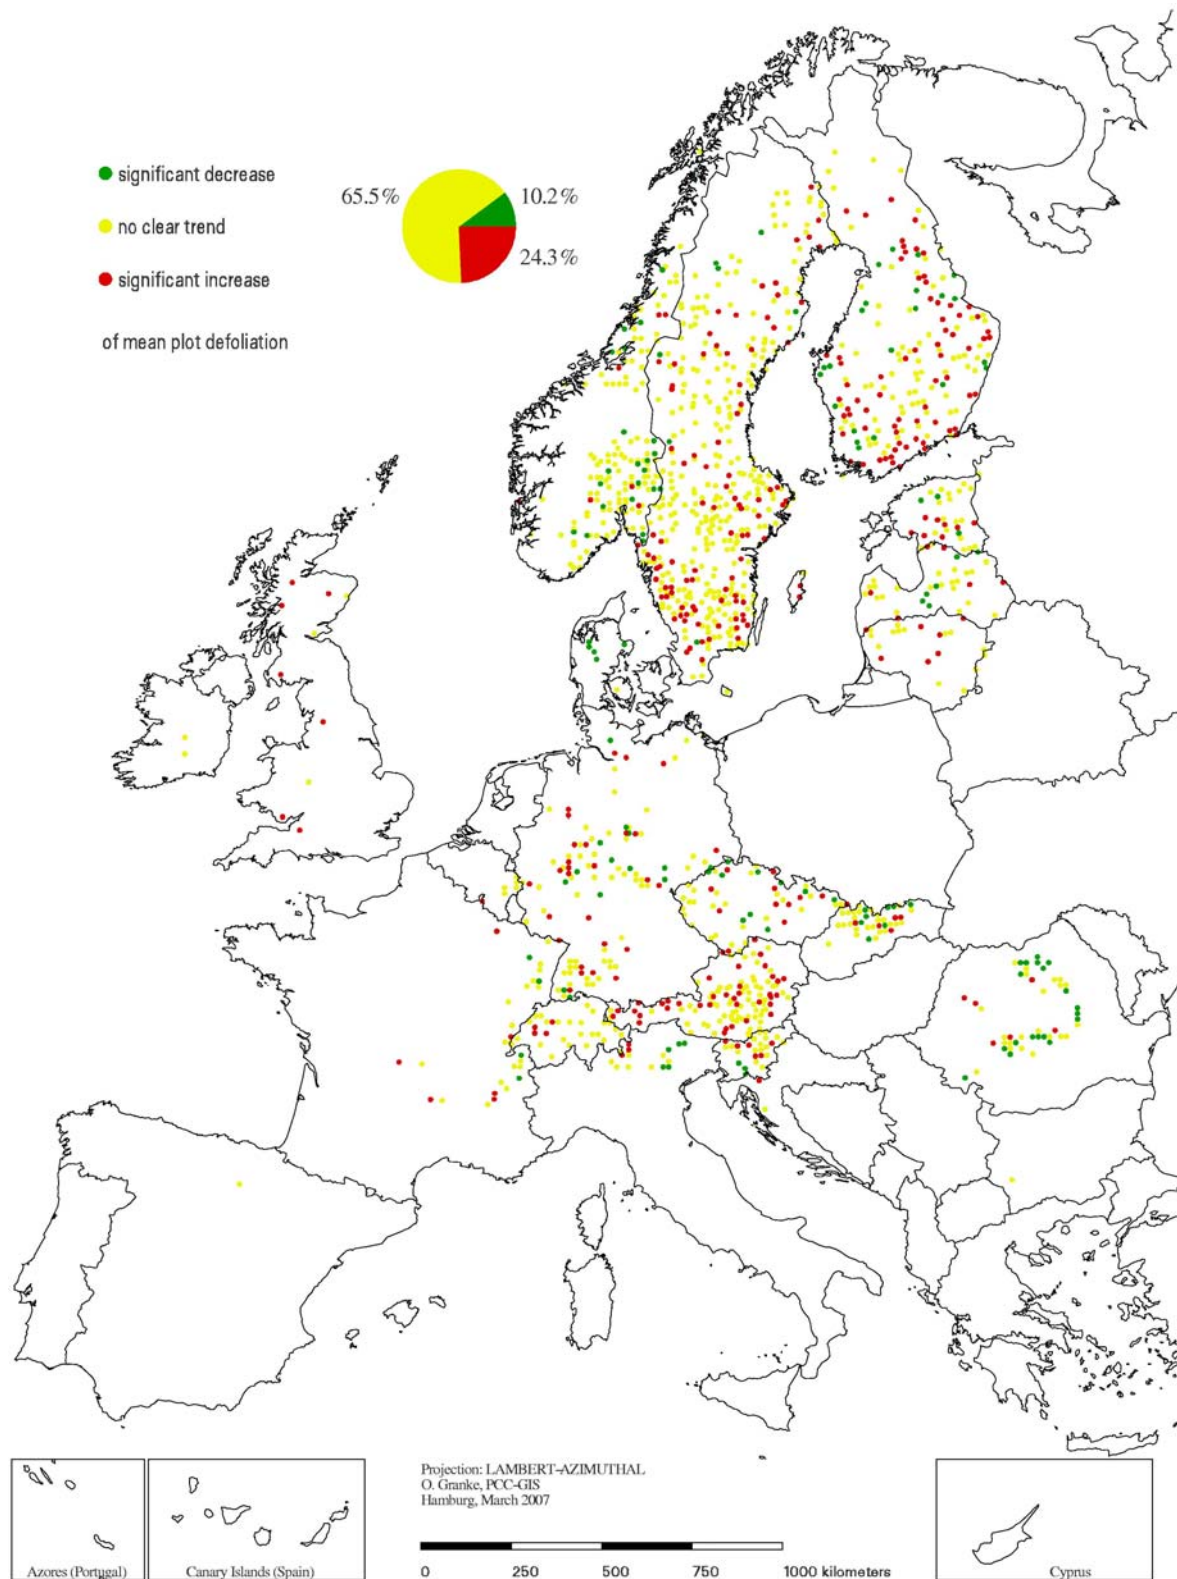 significant decrease
65.5%
10.2%
no clear trend
24.3%
significant increase
of mean plot defoliation
Projection: LAMBERT-AZIMUTHAL
O. Granke, PCC-GIS
Hamburg, March 2007
Azores (Portugal)
Canary Islands (Spain)
0 250 500 750 1000 kilometers
Cyprus